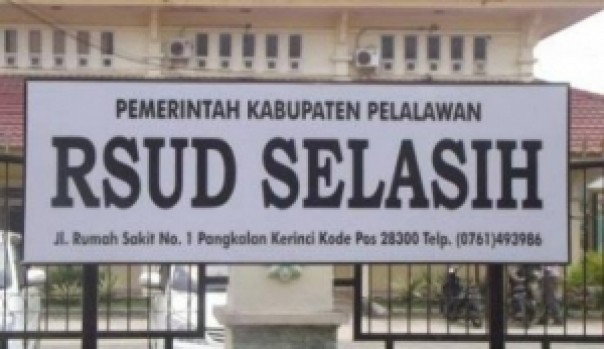 PEMERINTAH KABUPATEN PELALAWAN
RSUD SELASIH
Jl. Rumah Sakit No. 1 Pangkalan Kerinci Kode Pos 28300 Telp. (0761)493986